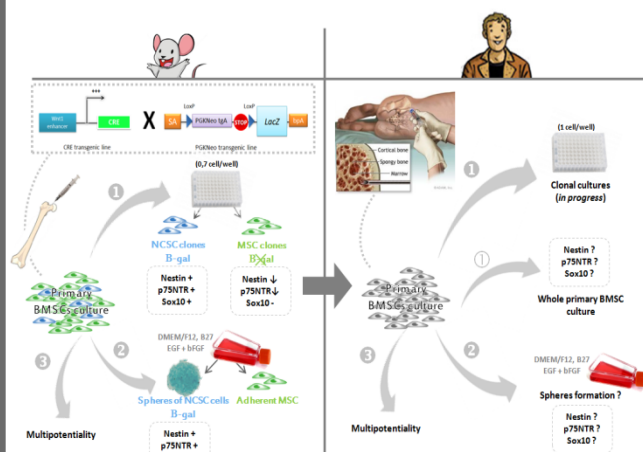 •••
Wnt1
enhancer
CRE
CRE transgenic line
X
LoxP
LoxP
SA
PGKNeo tgA
STOP
LacZ
bpA
PGKNeo transgenic line
(0,7 cell/well)
1
NCSC clones
B-gal
MSC clones
B-gal
Nestin +
p75NTR +
Sox10 +
Nestin ↓
p75NTR↓
Sox10 -
Primary
BMSCs culture
3
2
DMEM/F12, B27
EGF + bFGF
Spheres of NCSC cells
B-gal
Adherent MSC
Multipotentiality
Nestin +
p75NTR +
Cortical bone
Spongy bone
Marrow
(1 cell/well)
1
Clonal cultures
(in progress)
1
Nestin ?
p75NTR ?
Sox10 ?
Whole primary BMSC
culture
Primary
BMSCs culture
3
2
DMEM/F12, B27
EGF + bFGF
Spheres formation ?
Multipotentiality
Nestin ?
p75NTR ?
Sox10 ?